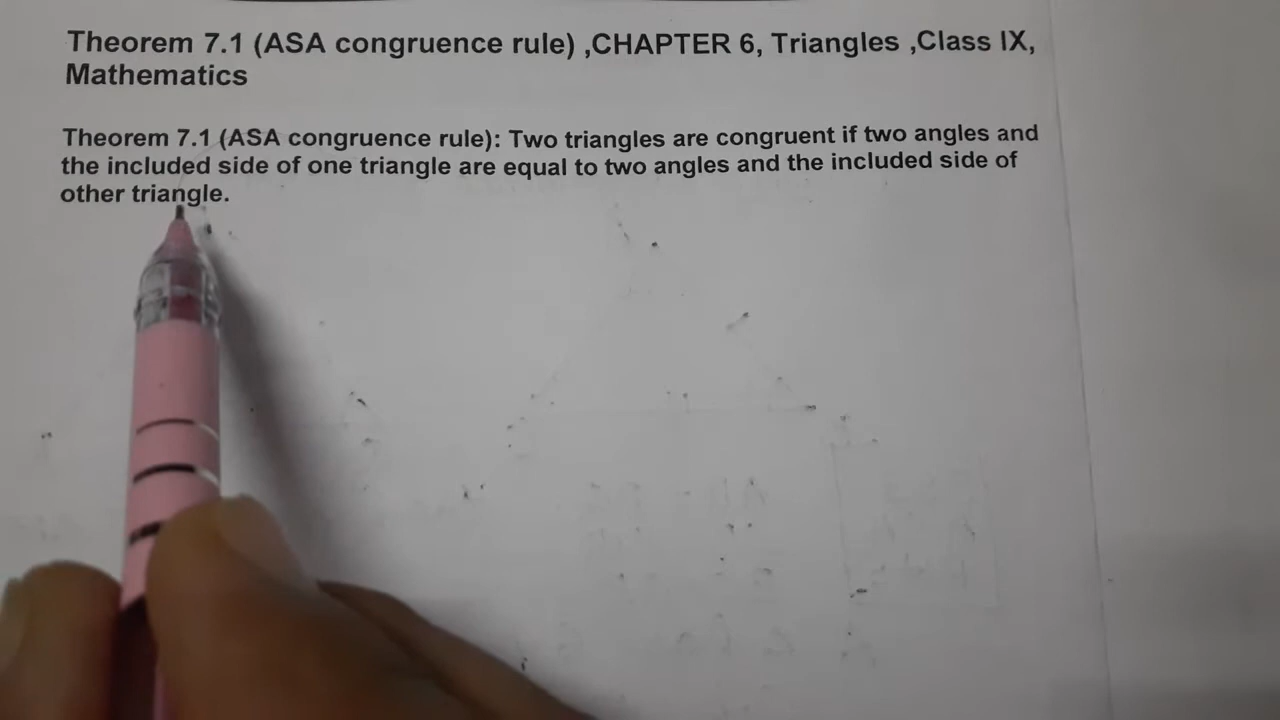 Theorem 7.1 (ASA congruence rule) ,CHAPTER 6, Triangles ,Class IX,
Mathematics
Theorem 7.1 (ASA congruence rule): Two triangles are congruent if two angles and
the included side of one triangle are equal to two angles and the included side of
other triangle.